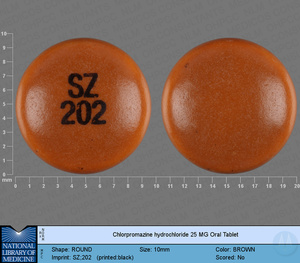 SZ
202
10
9
8
7
6
5
4
3
2
1
0
mm
0 1 2 3 4 5 6 7 8 9 10 11 12 13 14 15 16 17 18 19 20
Chlorpromazine hydrochloride 25 MG Oral Tablet
NATIONAL
LIBRARY OF
MEDICINE
Shape: ROUND Size: 10mm Color: BROWN
Imprint: SZ;202 (printed;black) Scored: No